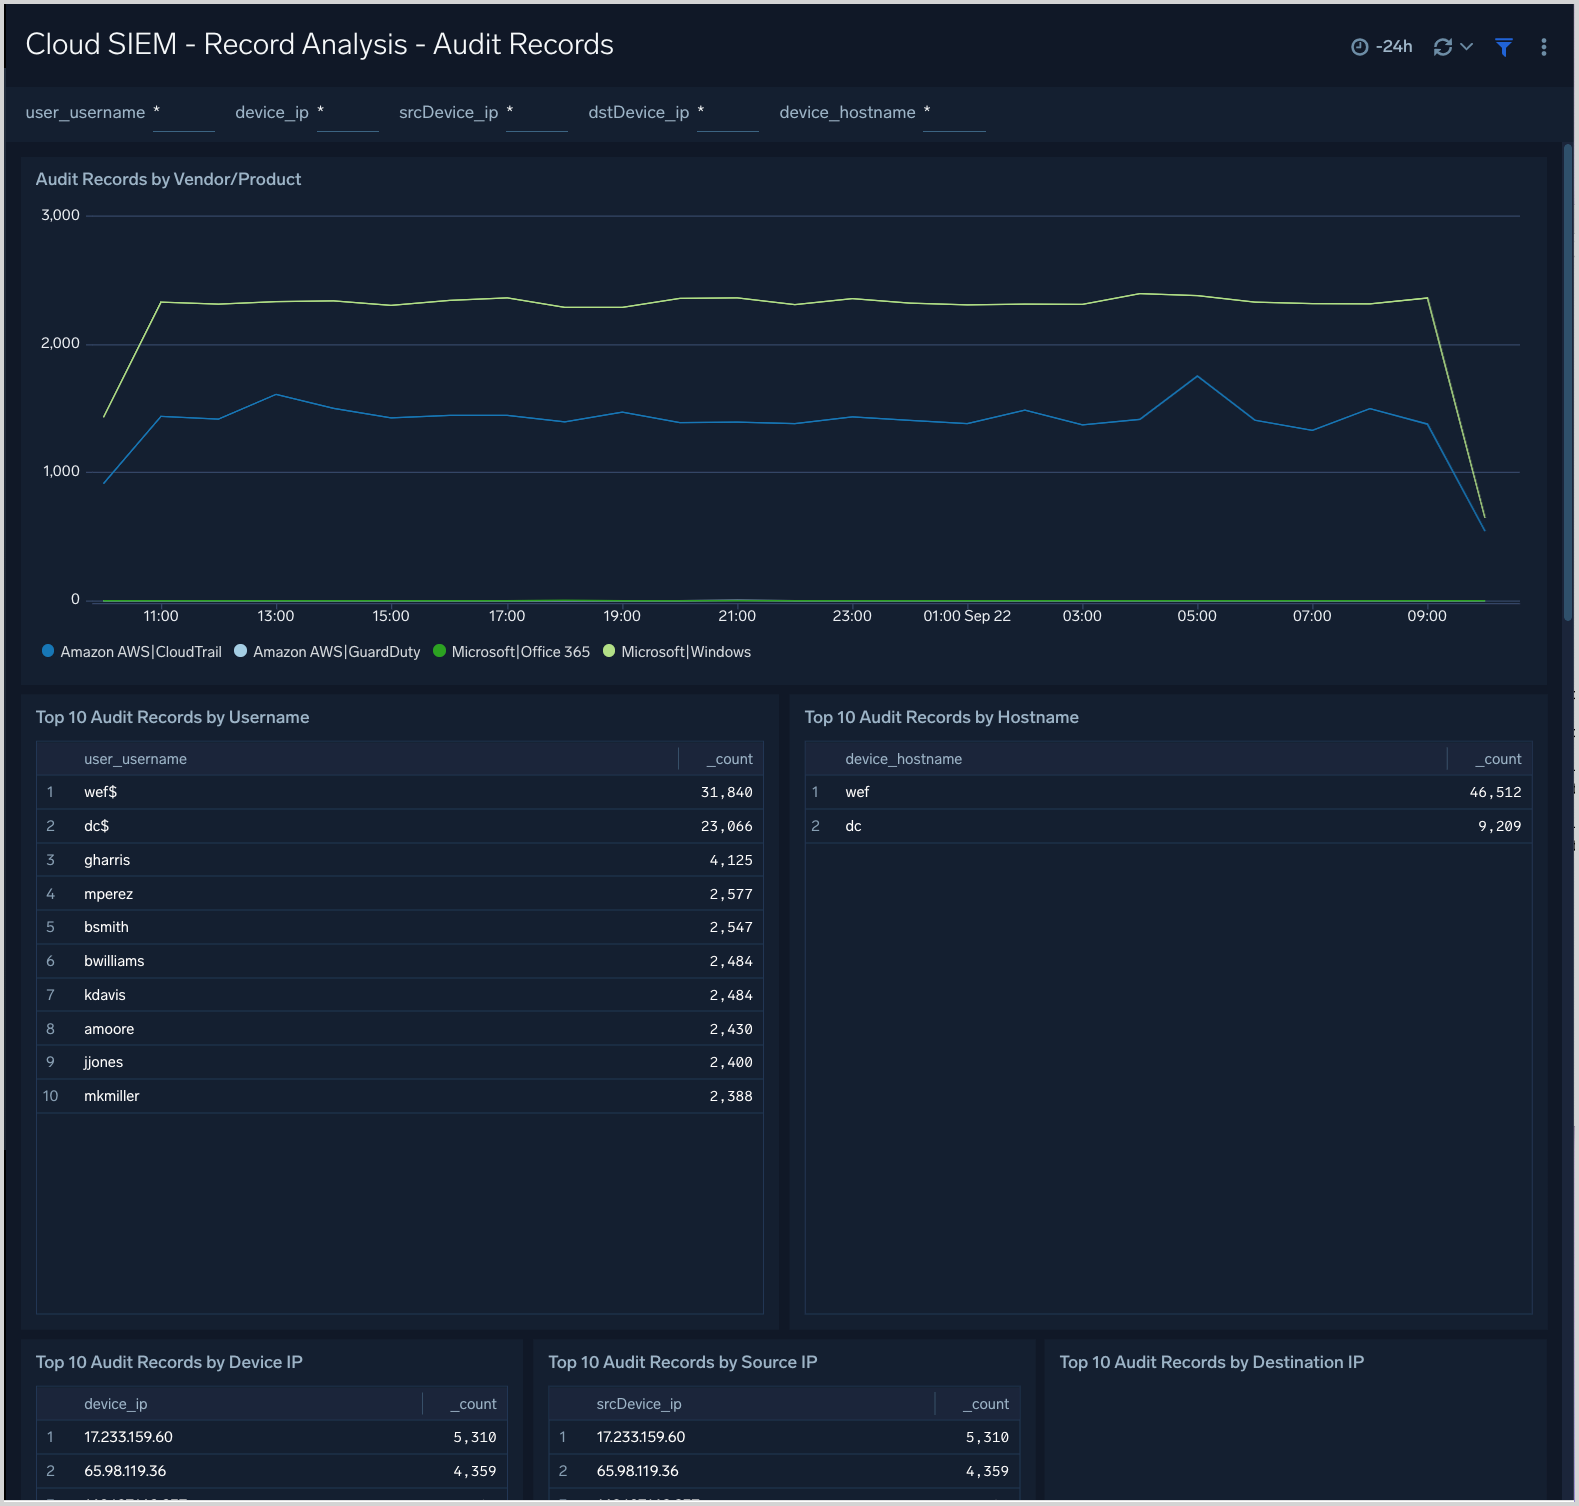 Cloud SIEM - Record Analysis - Audit Records
-24h
user_username * device_ip * srcDevice_ip * dstDevice_ip * device_hostname *
Audit Records by Vendor/Product
3,000
2,000
1,000
0
11:00 13:00 15:00 17:00 19:00 21:00 23:00 01:00 Sep 22 03:00 05:00 07:00 09:00
Amazon AWS|CloudTrail Amazon AWS|GuardDuty Microsoft|Office 365 Microsoft|Windows
Top 10 Audit Records by Username
user_username _count
1 wef$ 31,840
2 dc$ 23,066
3 gharris 4,125
4 mperez 2,577
5 bsmith 2,547
6 bwilliams 2,484
7 kdavis 2,484
8 amoore 2,430
9 jjones 2,400
10 mkmiller 2,388
Top 10 Audit Records by Hostname
device_hostname _count
1 wef 46,512
2 dc 9,209
Top 10 Audit Records by Device IP
device_ip _count
1 17.233.159.60 5,310
2 65.98.119.36 4,359
Top 10 Audit Records by Source IP
srcDevice_ip _count
1 17.233.159.60 5,310
2 65.98.119.36 4,359
Top 10 Audit Records by Destination IP